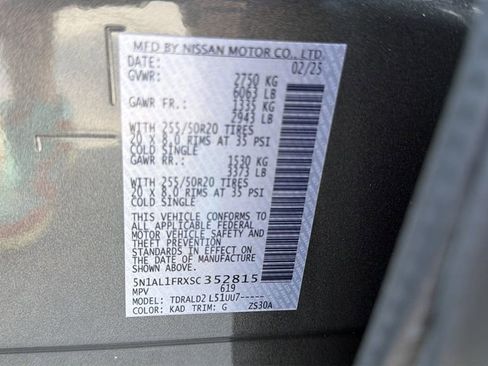 MFD BY NISSAN MOTOR CO., LTD.
DATE: 02/25
GVWR: 2750 KG
6063 LB
GAWR FR.: 1335 KG
2943 LB
WITH 255/50R20 TIRES
20 X 8.0 RIMS AT 35 PSI
COLD SINGLE
GAWR RR.: 1530 KG
3373 LB
WITH 255/50R20 TIRES
20 X 8.0 RIMS AT 35 PSI
COLD SINGLE
THIS VEHICLE CONFORMS TO
ALL APPLICABLE FEDERAL
MOTOR VEHICLE SAFETY AND
THEFT PREVENTION
STANDARDS IN EFFECT ON
THE DATE OF MANUFACTURE
SHOWN ABOVE.
5N1AL1FRXSC352815
MPV 619
MODEL: TDRALD2 L51UU7-----
COLOR: KAD TRIM: G ZS30A